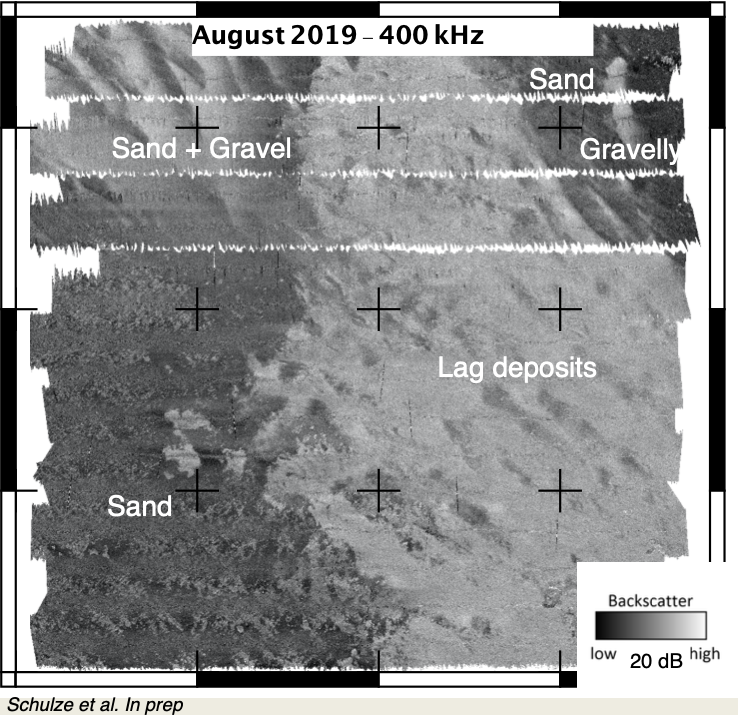 August 2019 – 400 kHz
Sand
Sand + Gravel
Gravelly
Lag deposits
Sand
Backscatter
low 20 dB high
Schulze et al. In prep